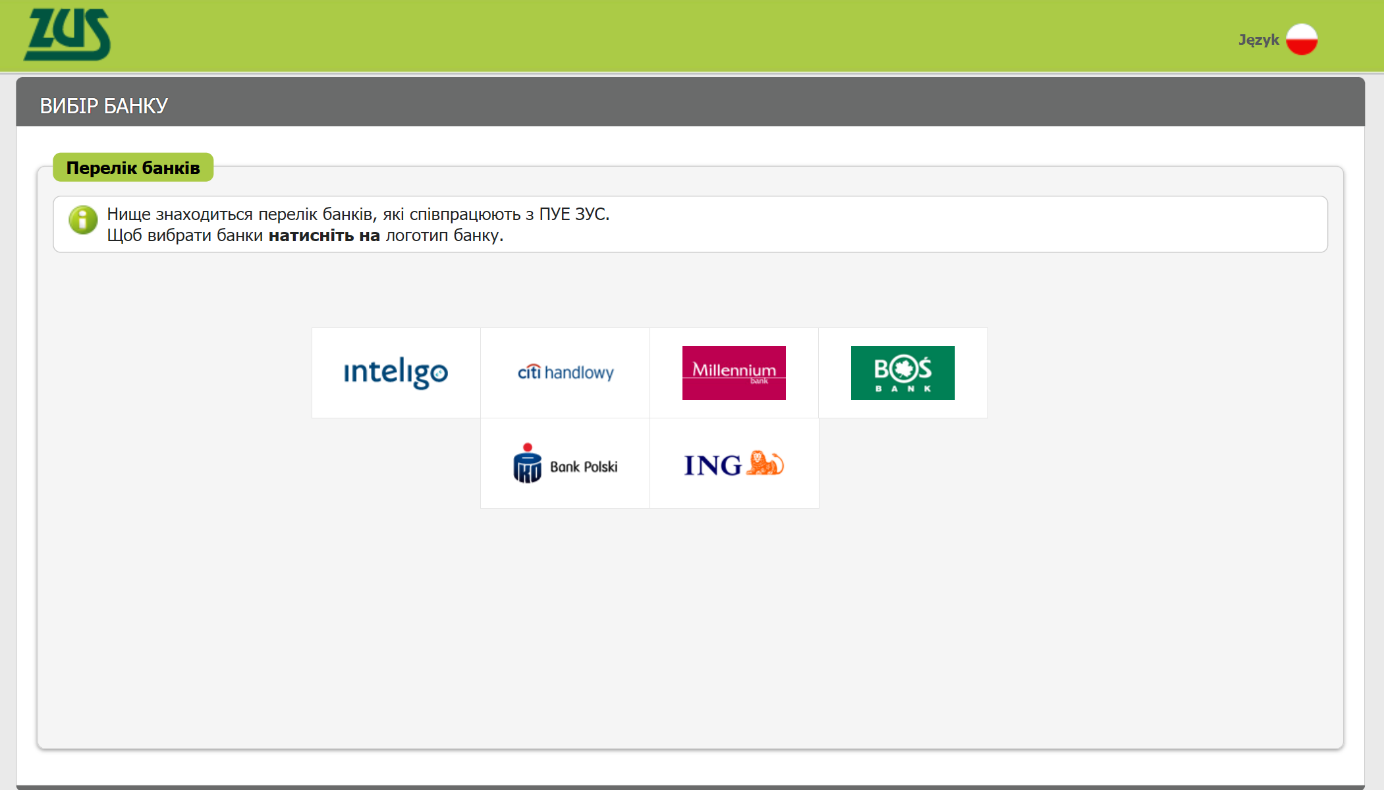 ZUS
Język
ВИБІР БАНКУ
Перелік банків
Нище знаходиться перелік банків, які співпрацюють з ПУЕ ЗУС.
Щоб вибрати банки натисніть на логотип банку.
inteligo
citi handlowy
Millennium
bank
BOŚ
BANK
PKO Bank Polski
ING